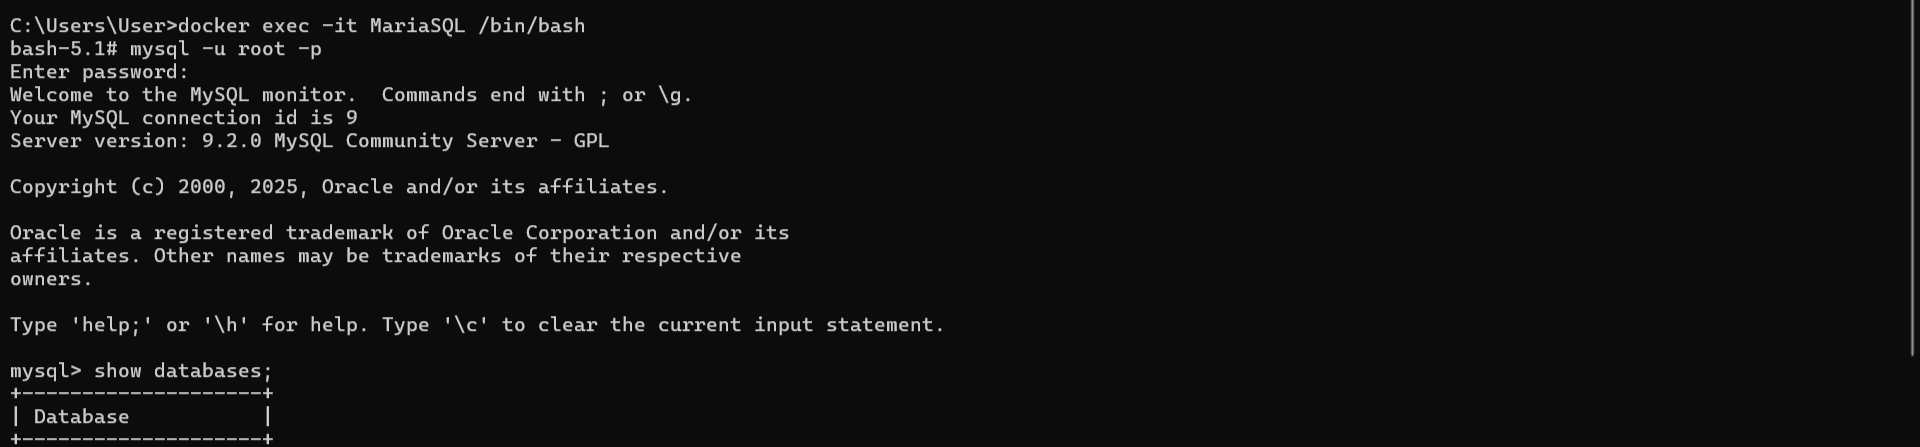 C:\Users\User>docker exec -it MariaSQL /bin/bash
bash-5.1# mysql -u root -p
Enter password:
Welcome to the MySQL monitor.  Commands end with ; or \g.
Your MySQL connection id is 9
Server version: 9.2.0 MySQL Community Server - GPL

Copyright (c) 2000, 2025, Oracle and/or its affiliates.

Oracle is a registered trademark of Oracle Corporation and/or its
affiliates. Other names may be trademarks of their respective
owners.

Type 'help;' or '\h' for help. Type '\c' to clear the current input statement.

mysql> show databases;
+--------------------+
| Database           |
+--------------------+